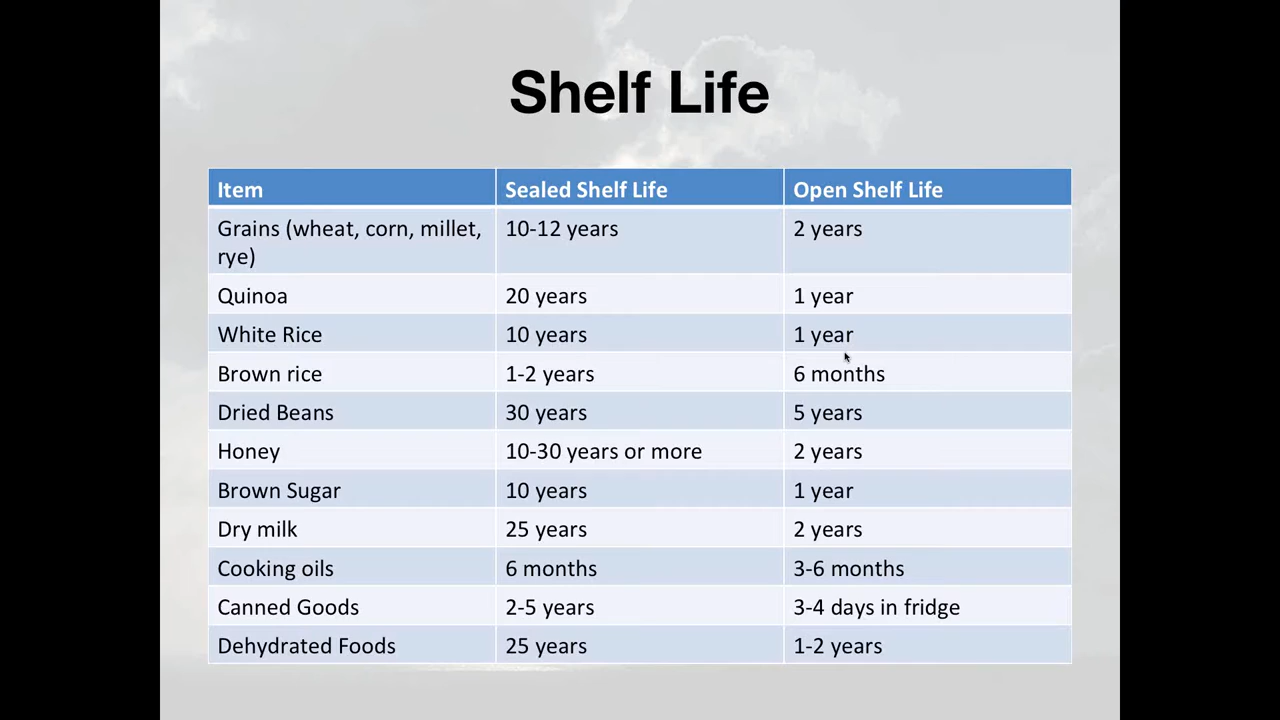 Shelf Life
Item Sealed Shelf Life Open Shelf Life
Grains (wheat, corn, millet, 10-12 years 2 years
rye)
Quinoa 20 years 1 year
White Rice 10 years 1 year
Brown rice 1-2 years 6 months
Dried Beans 30 years 5 years
Honey 10-30 years or more 2 years
Brown Sugar 10 years 1 year
Dry milk 25 years 2 years
Cooking oils 6 months 3-6 months
Canned Goods 2-5 years 3-4 days in fridge
Dehydrated Foods 25 years 1-2 years